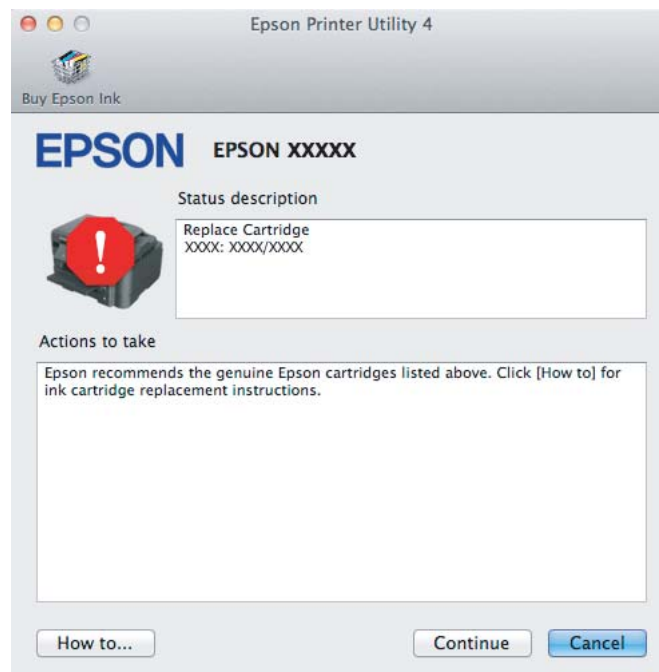 Epson Printer Utility 4
Buy Epson Ink
EPSON EPSON XXXXX
Status description
Replace Cartridge
XXXX: XXXX/XXXX
Actions to take
Epson recommends the genuine Epson cartridges listed above. Click [How to] for
ink cartridge replacement instructions.
How to... Continue Cancel